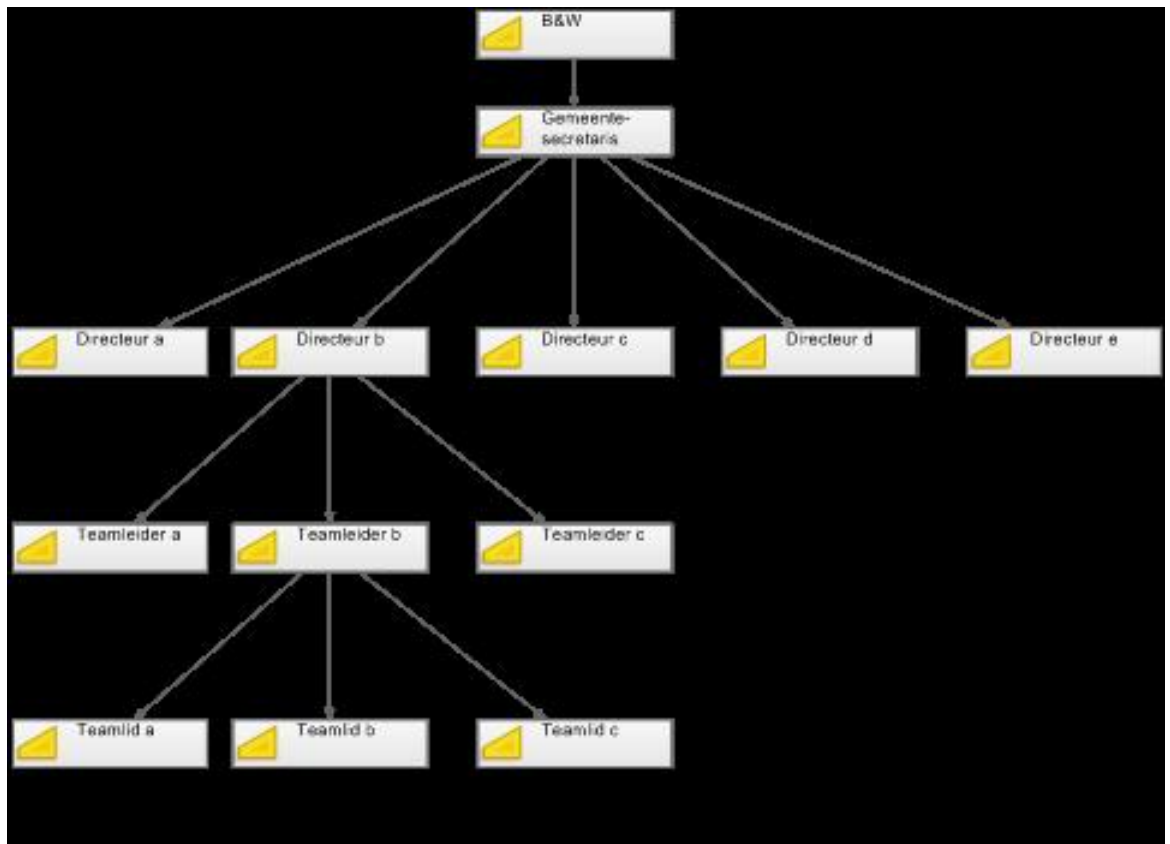 B&W
Gemeente-
secretaris
Directeur a
Directeur b
Directeur c
Directeur d
Directeur e
Teamleider a
Teamleider b
Teamleider c
Teamlid a
Teamlid b
Teamlid c